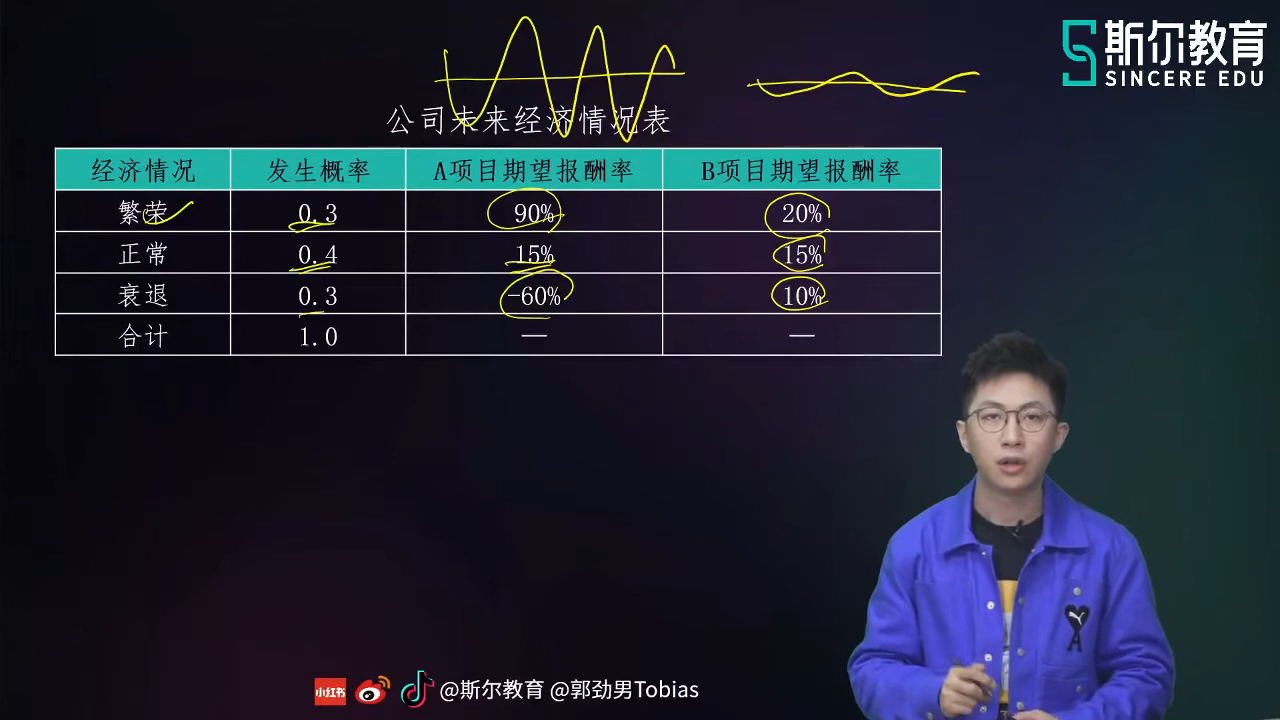 斯尔教育
SINCERE EDU
公司未来经济情况表
经济情况 发生概率 A项目期望报酬率 B项目期望报酬率
繁荣 0.3 90% 20%
正常 0.4 15% 15%
衰退 0.3 -60% 10%
合计 1.0 — —
A
小红书 @斯尔教育 @郭劲男Tobias